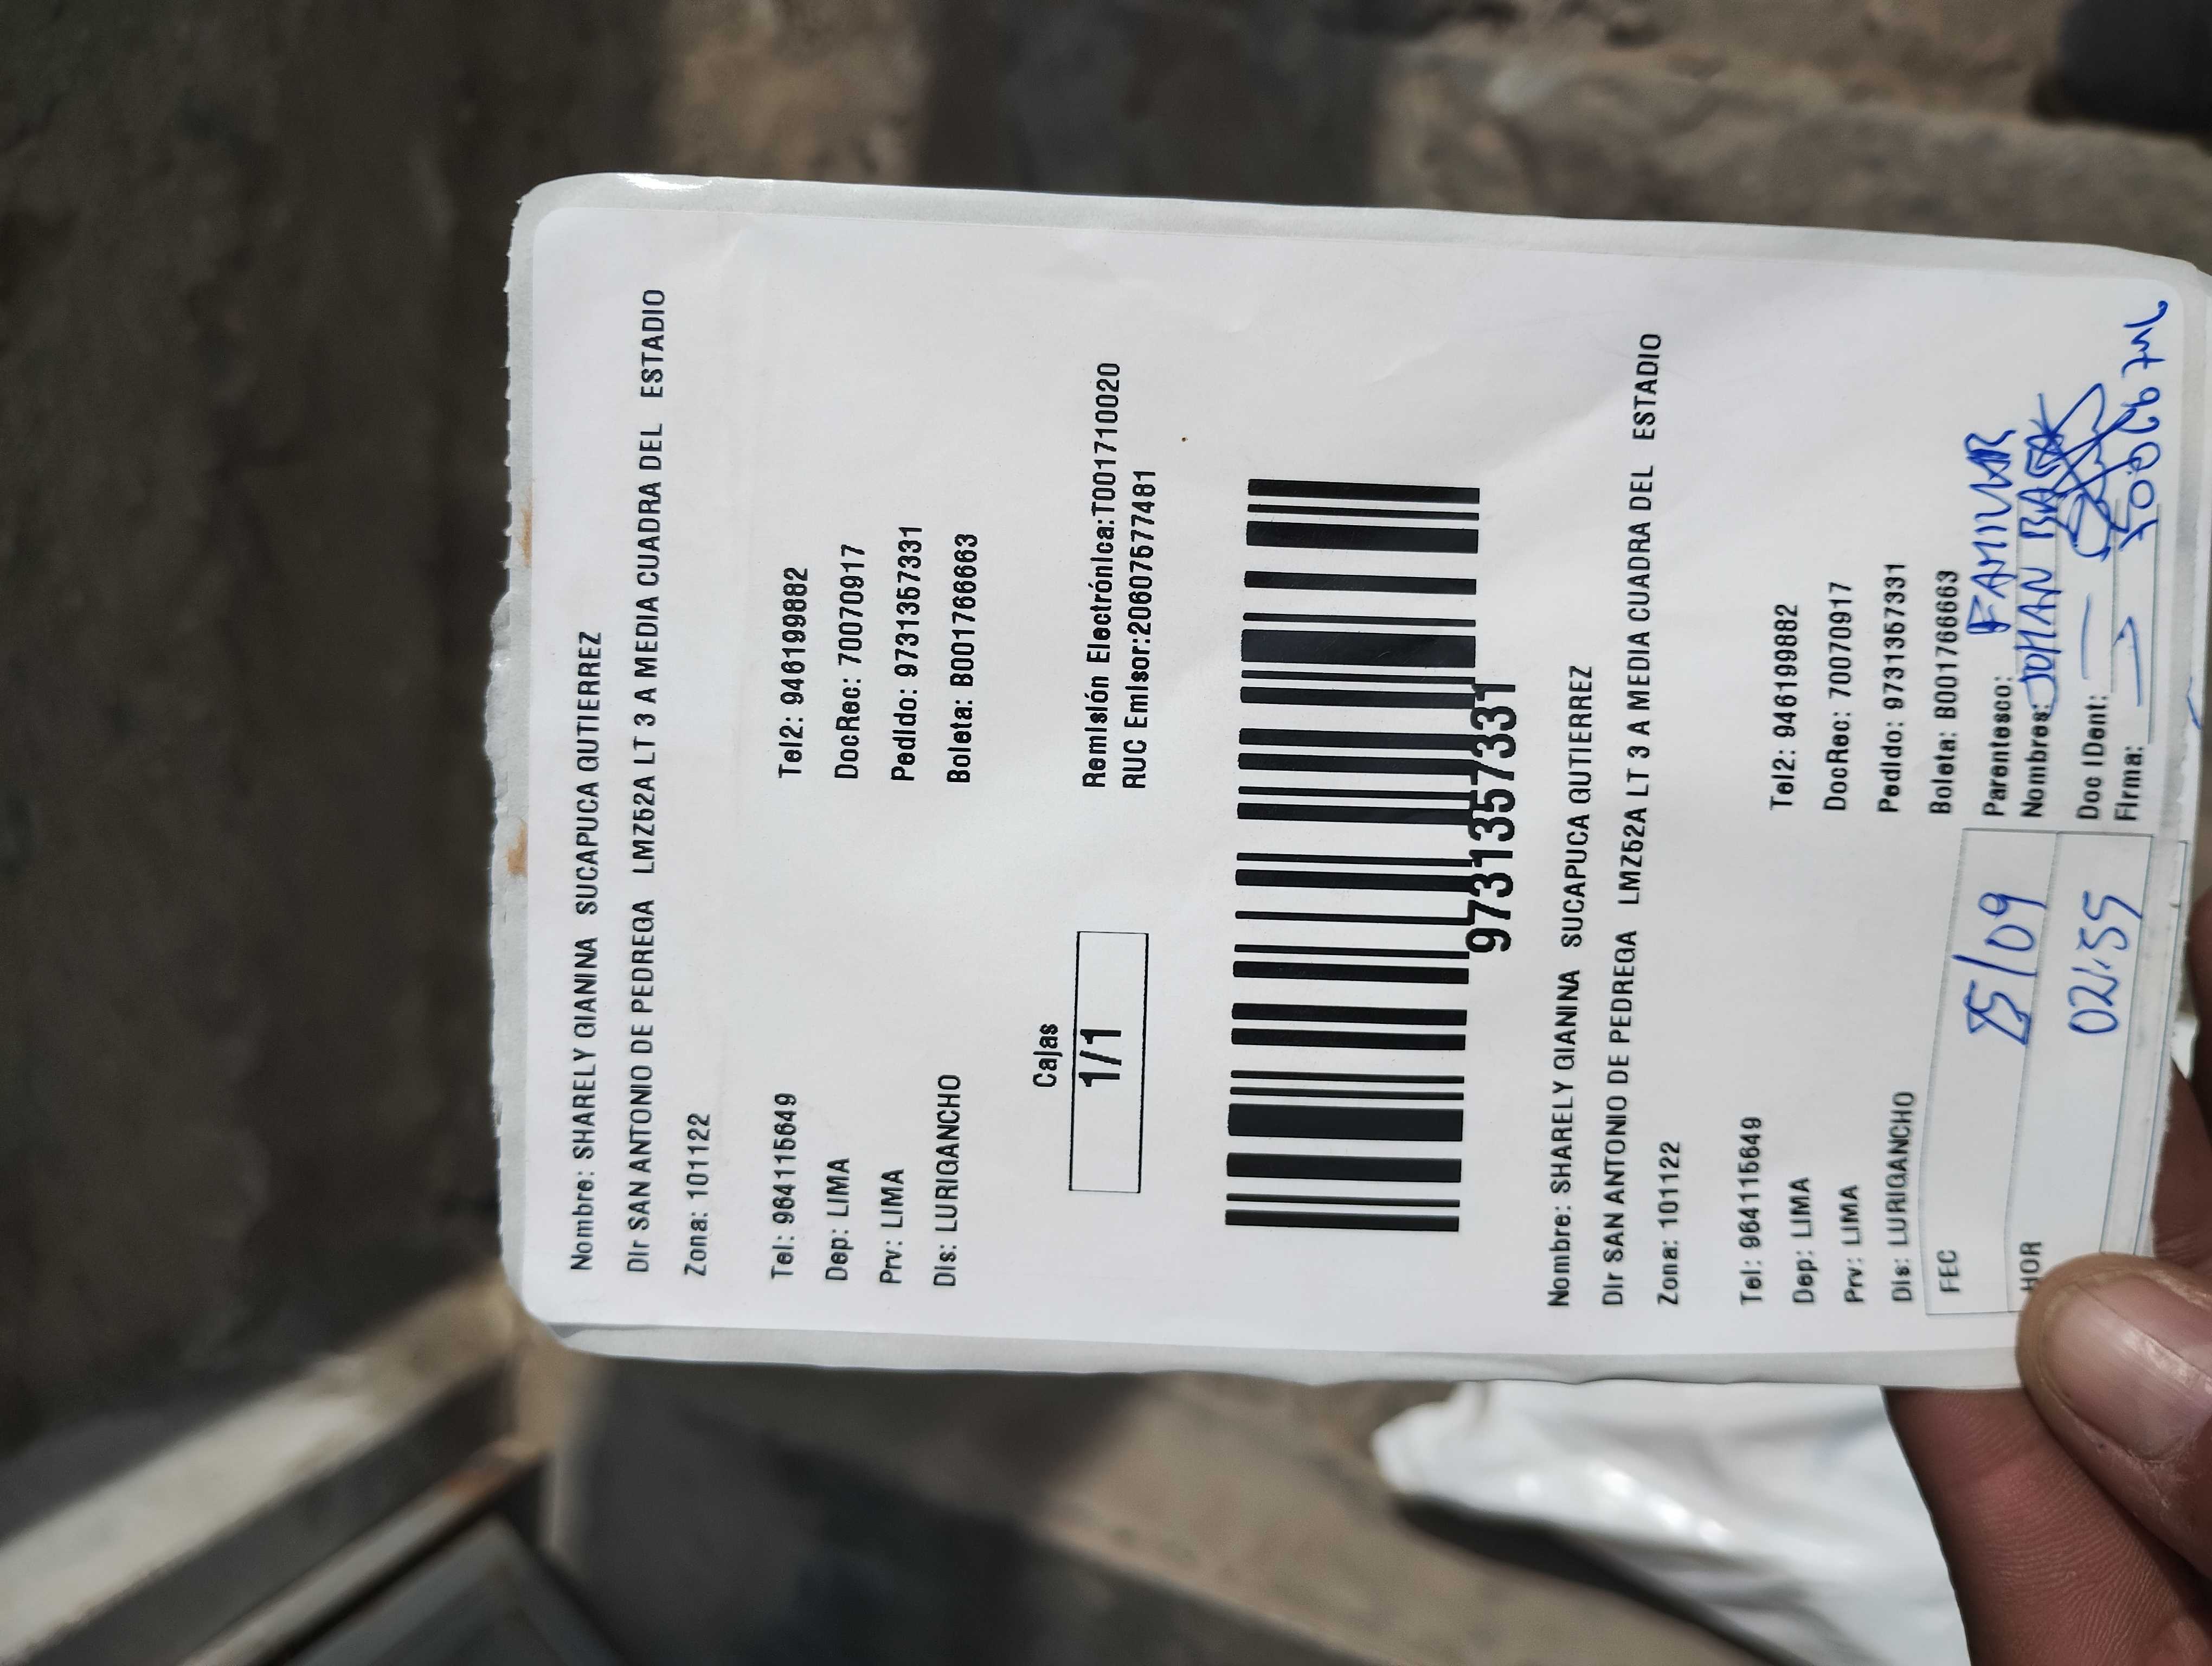 Nombre: SHARELY GIANINA SUCAPUCA GUTIERREZ
Dir SAN ANTONIO DE PEDREGA LMZ52A LT 3 A MEDIA CUADRA DEL ESTADIO
Zona: 101122
Tel: 964115649 Tel2: 946199882
Dep: LIMA DocRec: 70070917
Prv: LIMA Pedido: 9731357331
Dis: LURIGANCHO Boleta: B001766663
Cajas
1/1
Remisión Electrónica:T001710020
RUC Emisor:20607577481
9731357331
Nombre: SHARELY GIANINA SUCAPUCA GUTIERREZ
Dir SAN ANTONIO DE PEDREGA LMZ52A LT 3 A MEDIA CUADRA DEL ESTADIO
Zona: 101122
Tel: 964115649 Tel2: 946199882
Dep: LIMA DocRec: 70070917
Prv: LIMA Pedido: 9731357331
Dis: LURIGANCHO Boleta: B001766663
FEC 25/09 Parentesco: FAMILIAR
Nombres: JOHAN
HOR 02:55 Doc IDent:
Firma: